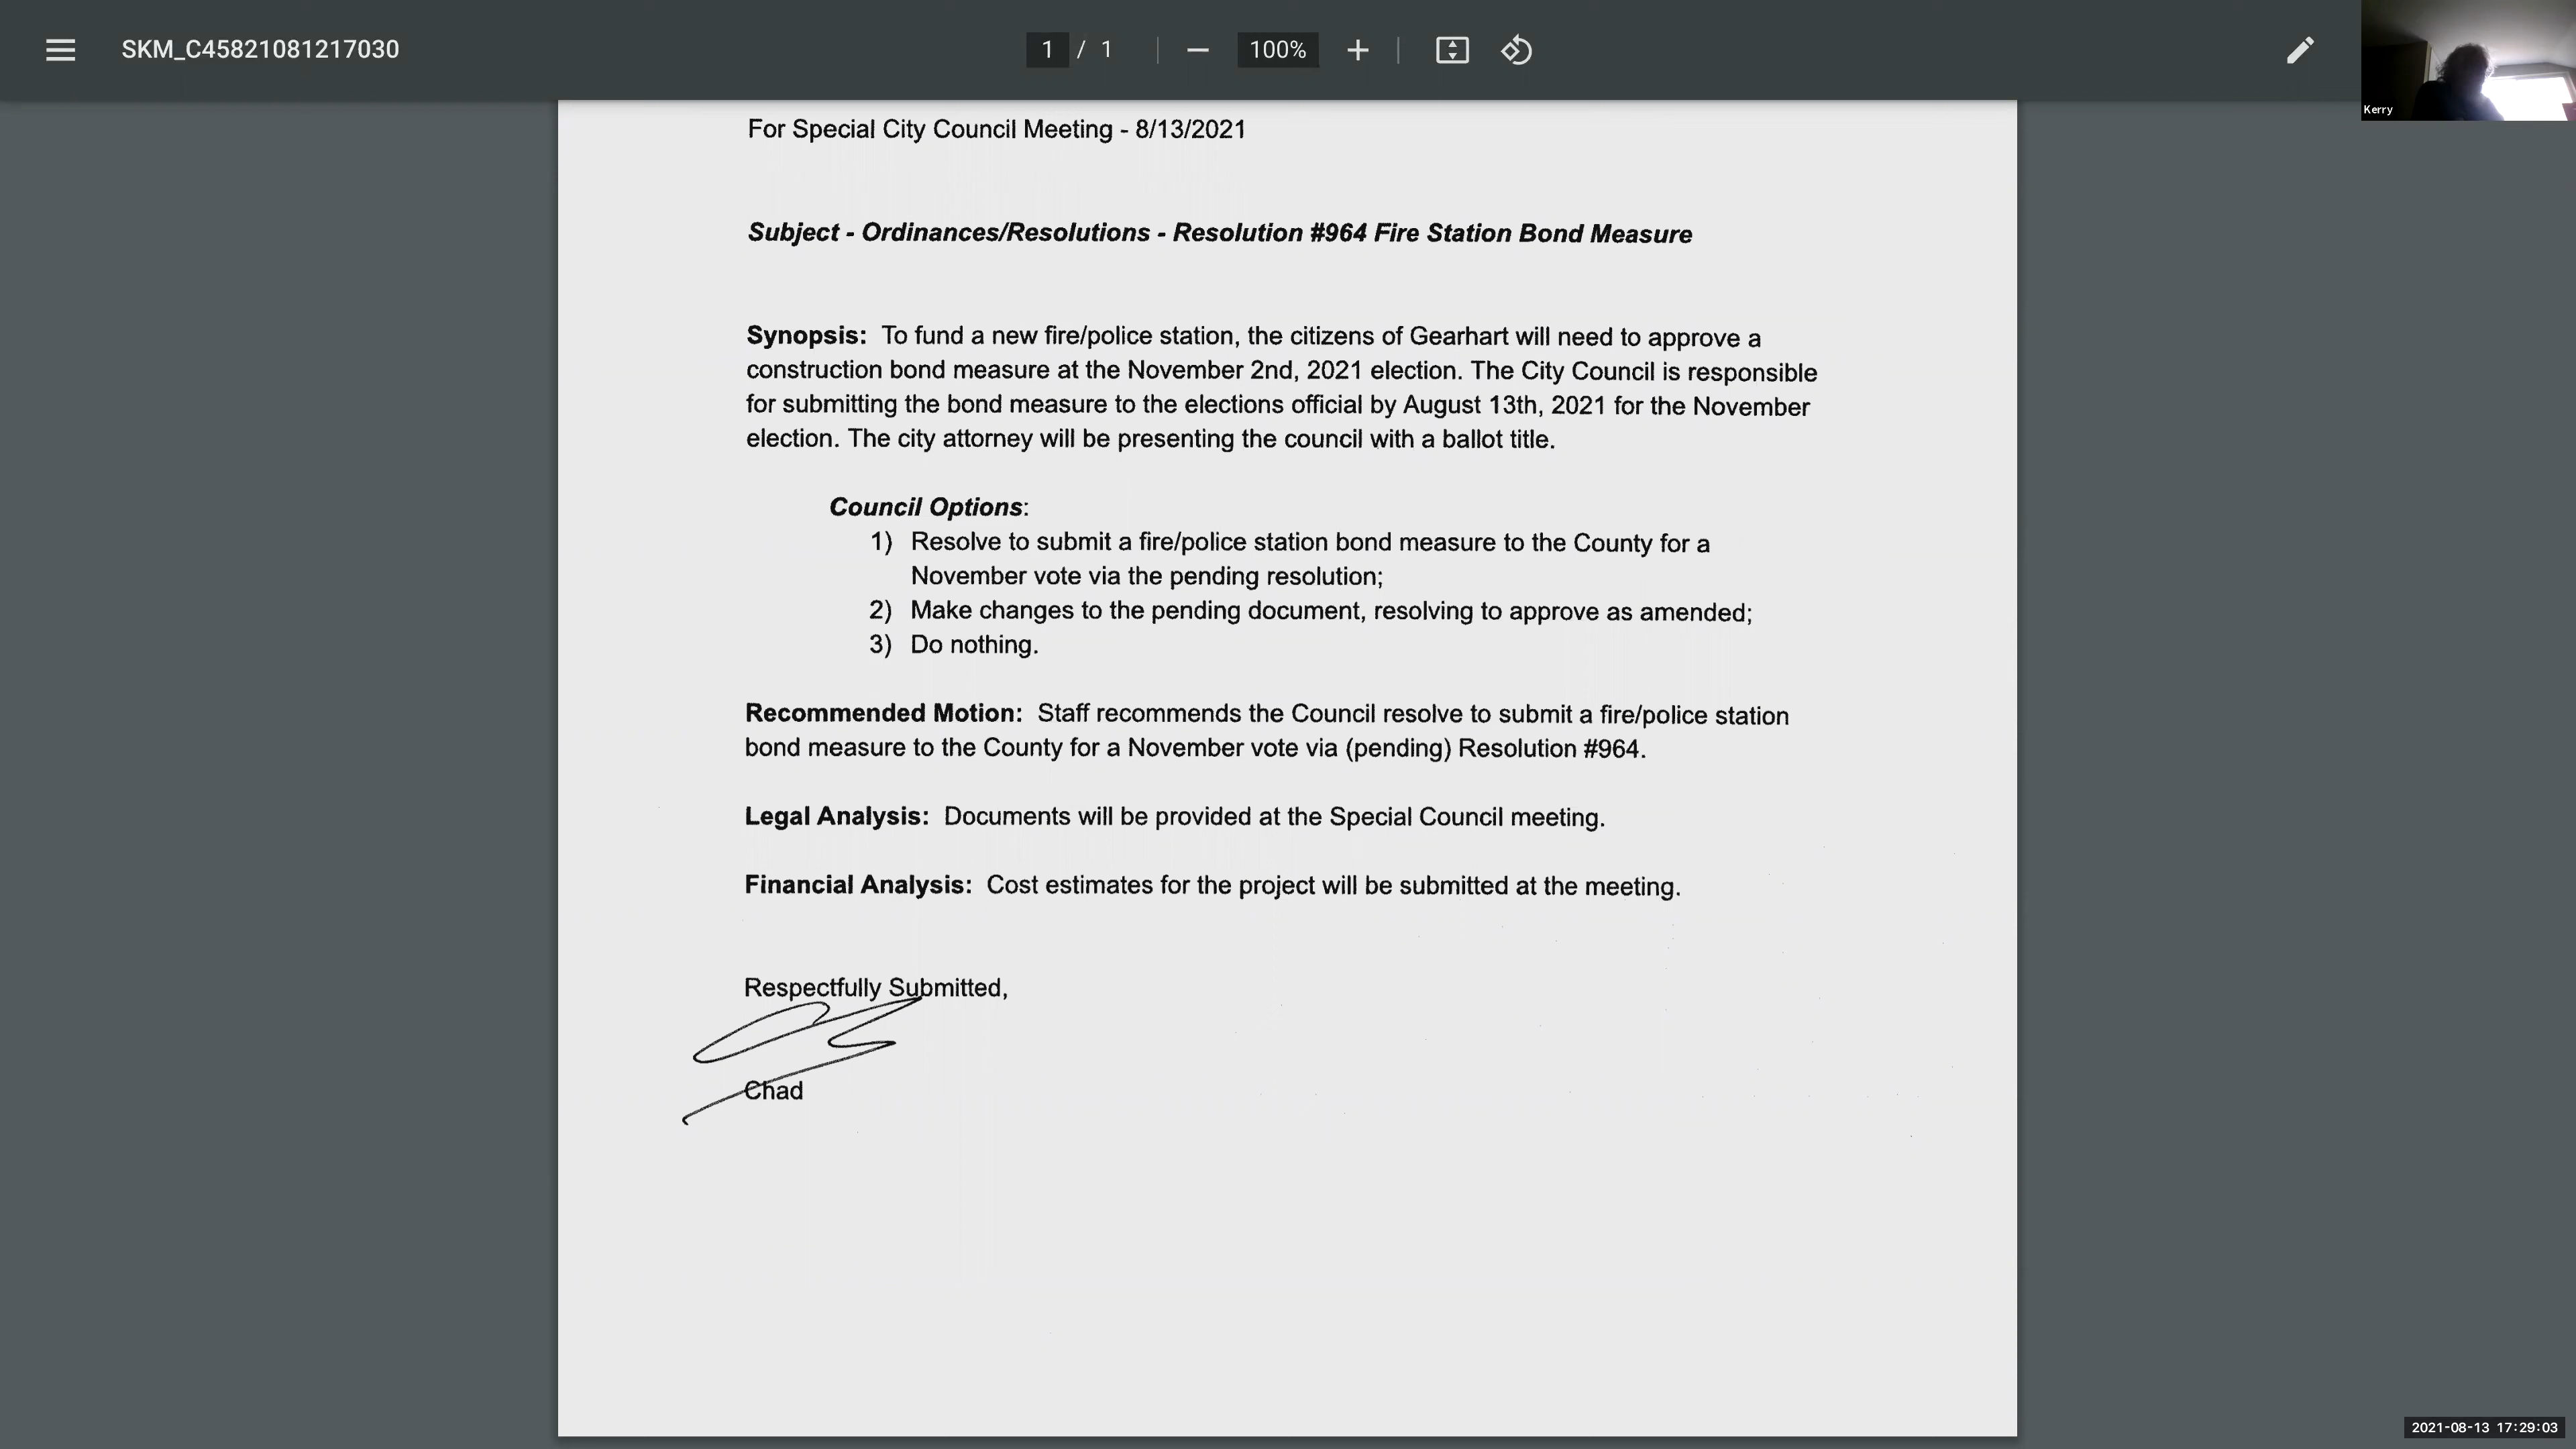 SKM_C45821081217030
1 / 1
100%
Kerry
For Special City Council Meeting - 8/13/2021
Subject - Ordinances/Resolutions - Resolution #964 Fire Station Bond Measure
Synopsis: To fund a new fire/police station, the citizens of Gearhart will need to approve a
construction bond measure at the November 2nd, 2021 election. The City Council is responsible
for submitting the bond measure to the elections official by August 13th, 2021 for the November
election. The city attorney will be presenting the council with a ballot title.
Council Options:
1) Resolve to submit a fire/police station bond measure to the County for a
November vote via the pending resolution;
2) Make changes to the pending document, resolving to approve as amended;
3) Do nothing.
Recommended Motion: Staff recommends the Council resolve to submit a fire/police station
bond measure to the County for a November vote via (pending) Resolution #964.
Legal Analysis: Documents will be provided at the Special Council meeting.
Financial Analysis: Cost estimates for the project will be submitted at the meeting.
Respectfully Submitted,
Chad
2021-08-13 17:29:03